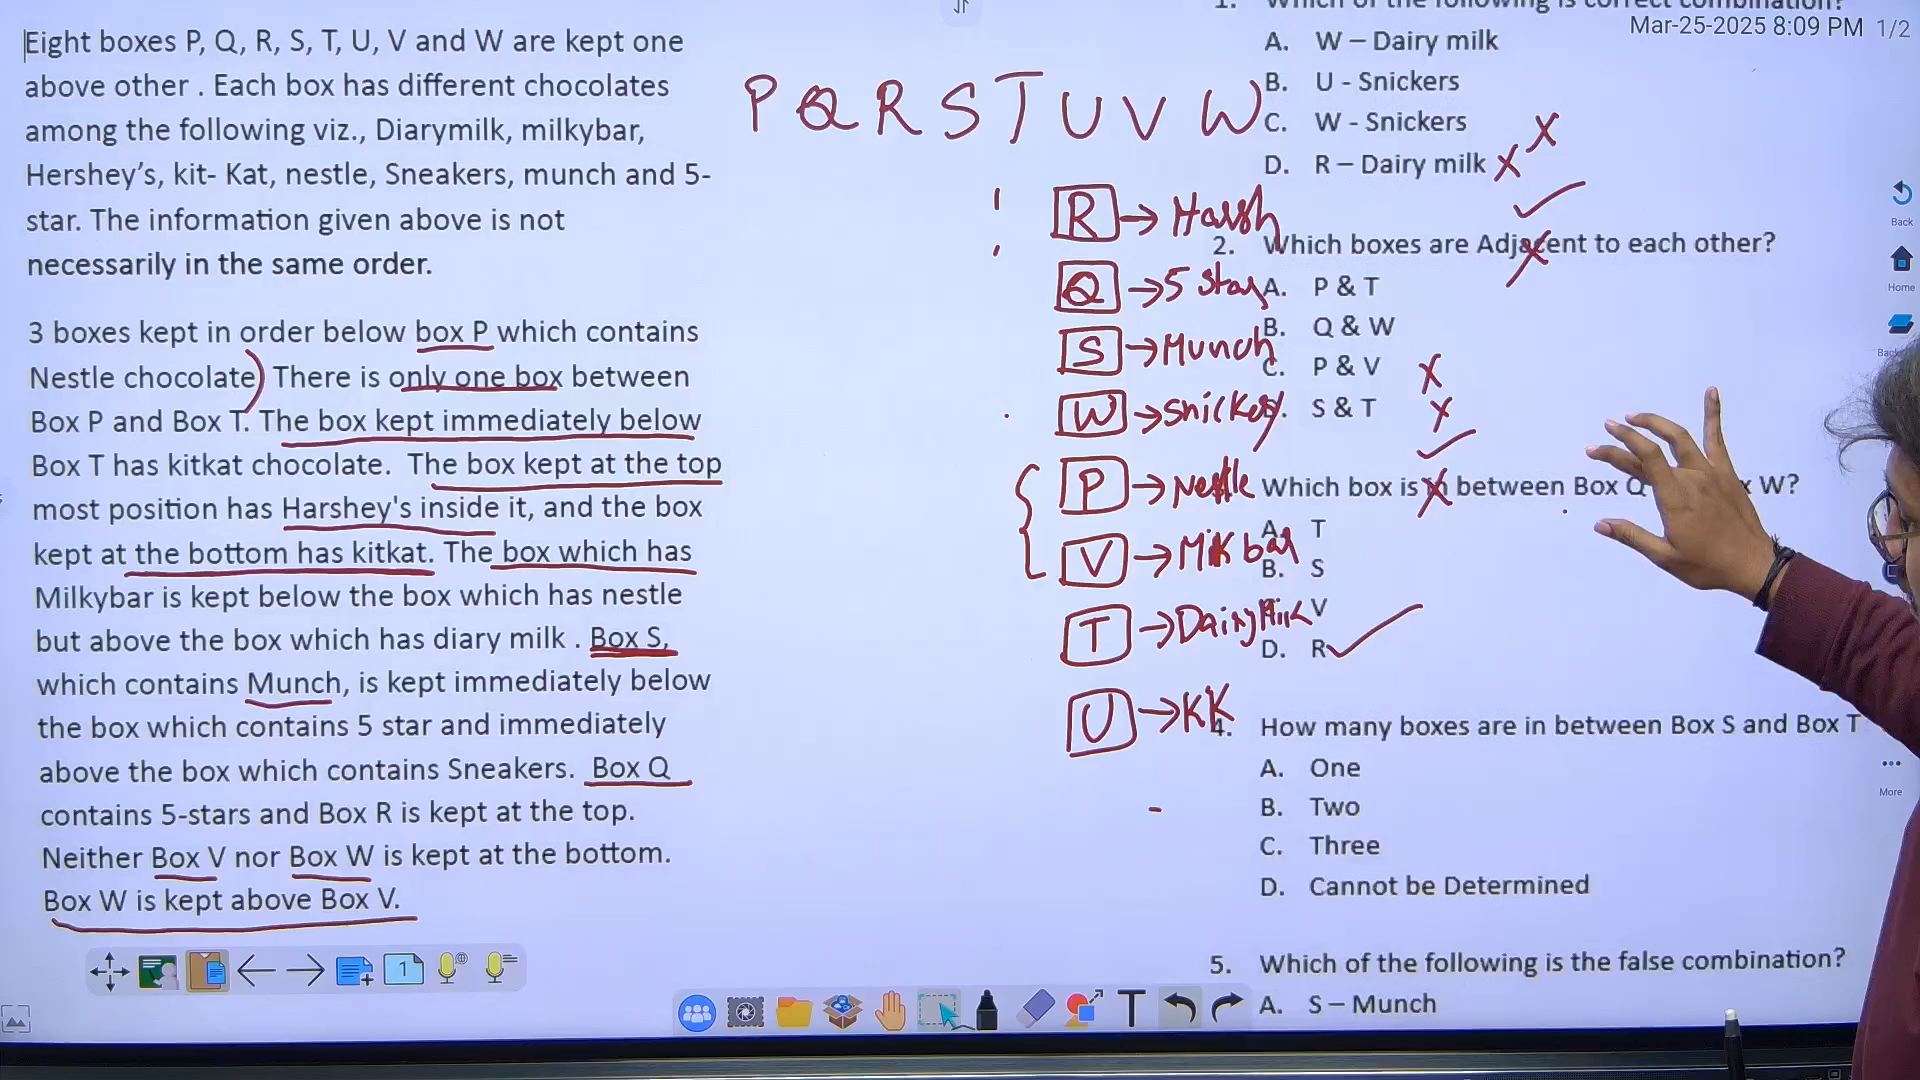 Eight boxes P, Q, R, S, T, U, V and W are kept one
above other . Each box has different chocolates
among the following viz., Diarymilk, milkybar,
Hershey's, kit- Kat, nestle, Sneakers, munch and 5-
star. The information given above is not
necessarily in the same order.
3 boxes kept in order below box P which contains
Nestle chocolate) There is only one box between
Box P and Box T. The box kept immediately below
Box T has kitkat chocolate. The box kept at the top
most position has Harshey's inside it, and the box
kept at the bottom has kitkat. The box which has
Milkybar is kept below the box which has nestle
but above the box which has diary milk .  Box S,
which contains Munch, is kept immediately below
the box which contains 5 star and immediately
above the box which contains Sneakers. Box Q
contains 5-stars and Box R is kept at the top.
Neither Box V nor Box W is kept at the bottom.
Box W is kept above Box V.
P Q R S T U V W
R → Harsh
Q → 5 Star
S → Munch
W → Snickey
P → Nestle
V → Milk bar
T → Dairy Milk
U → KK
1. Which of the following is correct combination?
Mar-25-2025 8:09 PM 1/2
A. W – Dairy milk
B. U - Snickers
C. W - Snickers
D. R – Dairy milk
2. Which boxes are Adjacent to each other?
A. P & T
B. Q & W
C. P & V
S & T
Which box is in between Box Q W?
A. T
B. S
V
D. R
4. How many boxes are in between Box S and Box T
A. One
B. Two
C. Three
D. Cannot be Determined
5. Which of the following is the false combination?
A. S – Munch
Back
Home
More
1
T